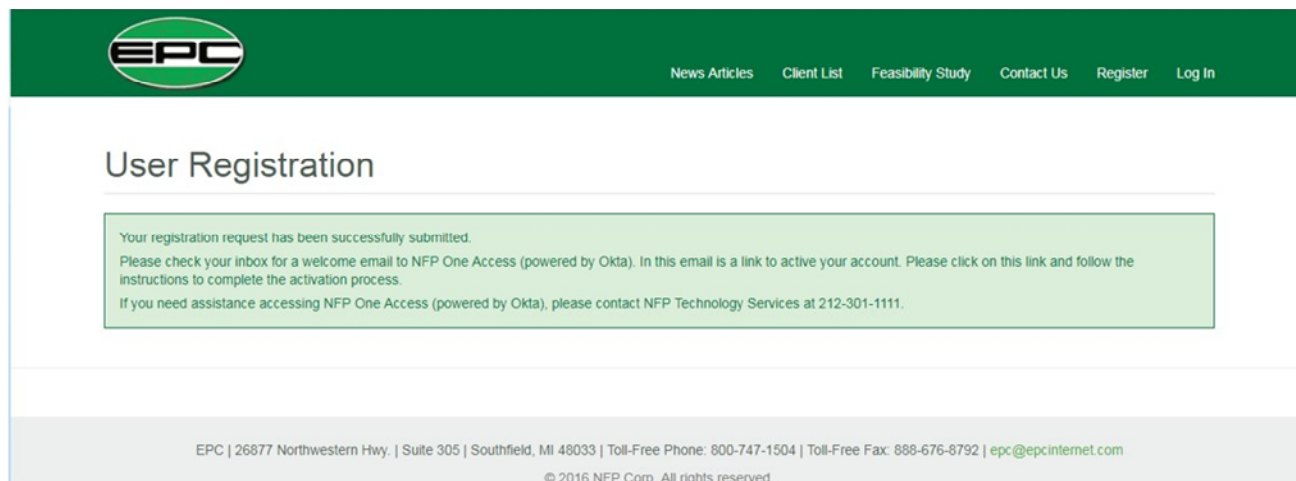 EPC
News Articles Client List Feasibility Study Contact Us Register Log In
User Registration
Your registration request has been successfully submitted.
Please check your inbox for a welcome email to NFP One Access (powered by Okta). In this email is a link to active your account. Please click on this link and follow the
instructions to complete the activation process.
If you need assistance accessing NFP One Access (powered by Okta), please contact NFP Technology Services at 212-301-1111.
EPC | 26877 Northwestern Hwy. | Suite 305 | Southfield, MI 48033 | Toll-Free Phone: 800-747-1504 | Toll-Free Fax: 888-676-8792 | epc@epcinternet.com
© 2016 NFP Corp. All rights reserved